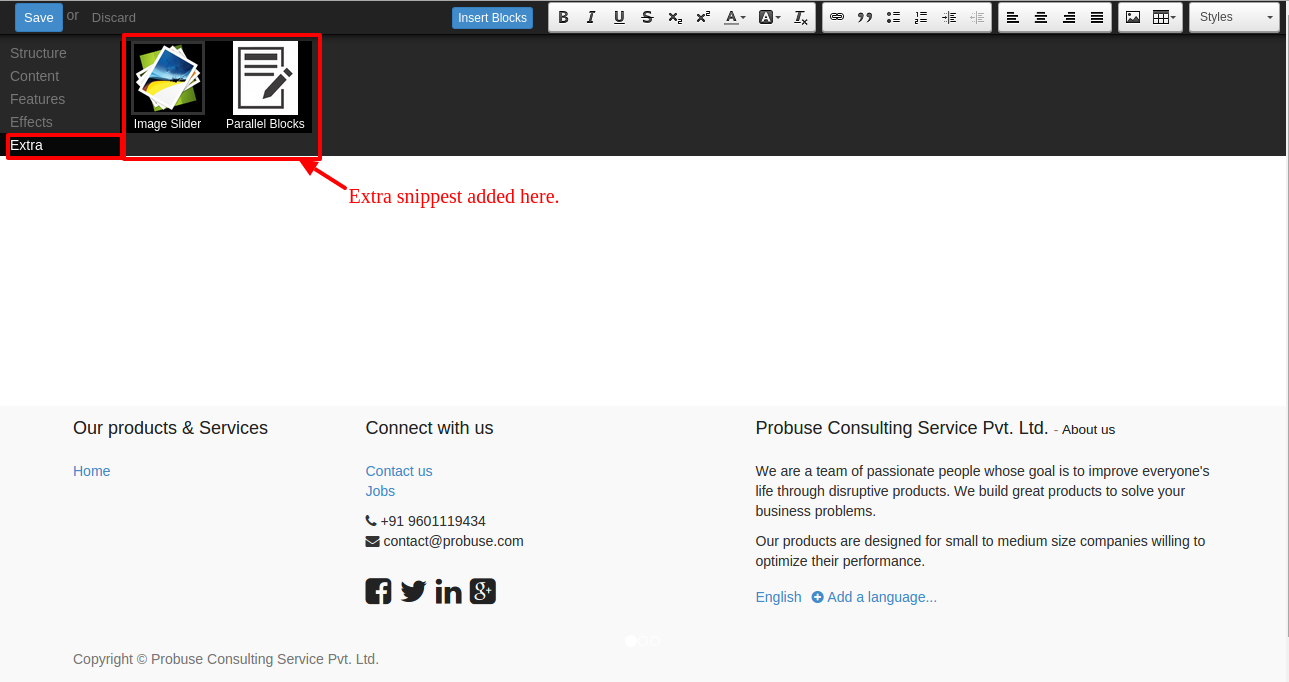 Save or Discard Insert Blocks Styles
Structure
Content
Features
Effects
Extra
Image Slider Parallel Blocks
Extra snippest added here.
Our products & Services
Home
Connect with us
Contact us
Jobs
+91 9601119434
contact@probuse.com
Probuse Consulting Service Pvt. Ltd. - About us
We are a team of passionate people whose goal is to improve everyone's
life through disruptive products. We build great products to solve your
business problems.
Our products are designed for small to medium size companies willing to
optimize their performance.
English Add a language...
Copyright © Probuse Consulting Service Pvt. Ltd.